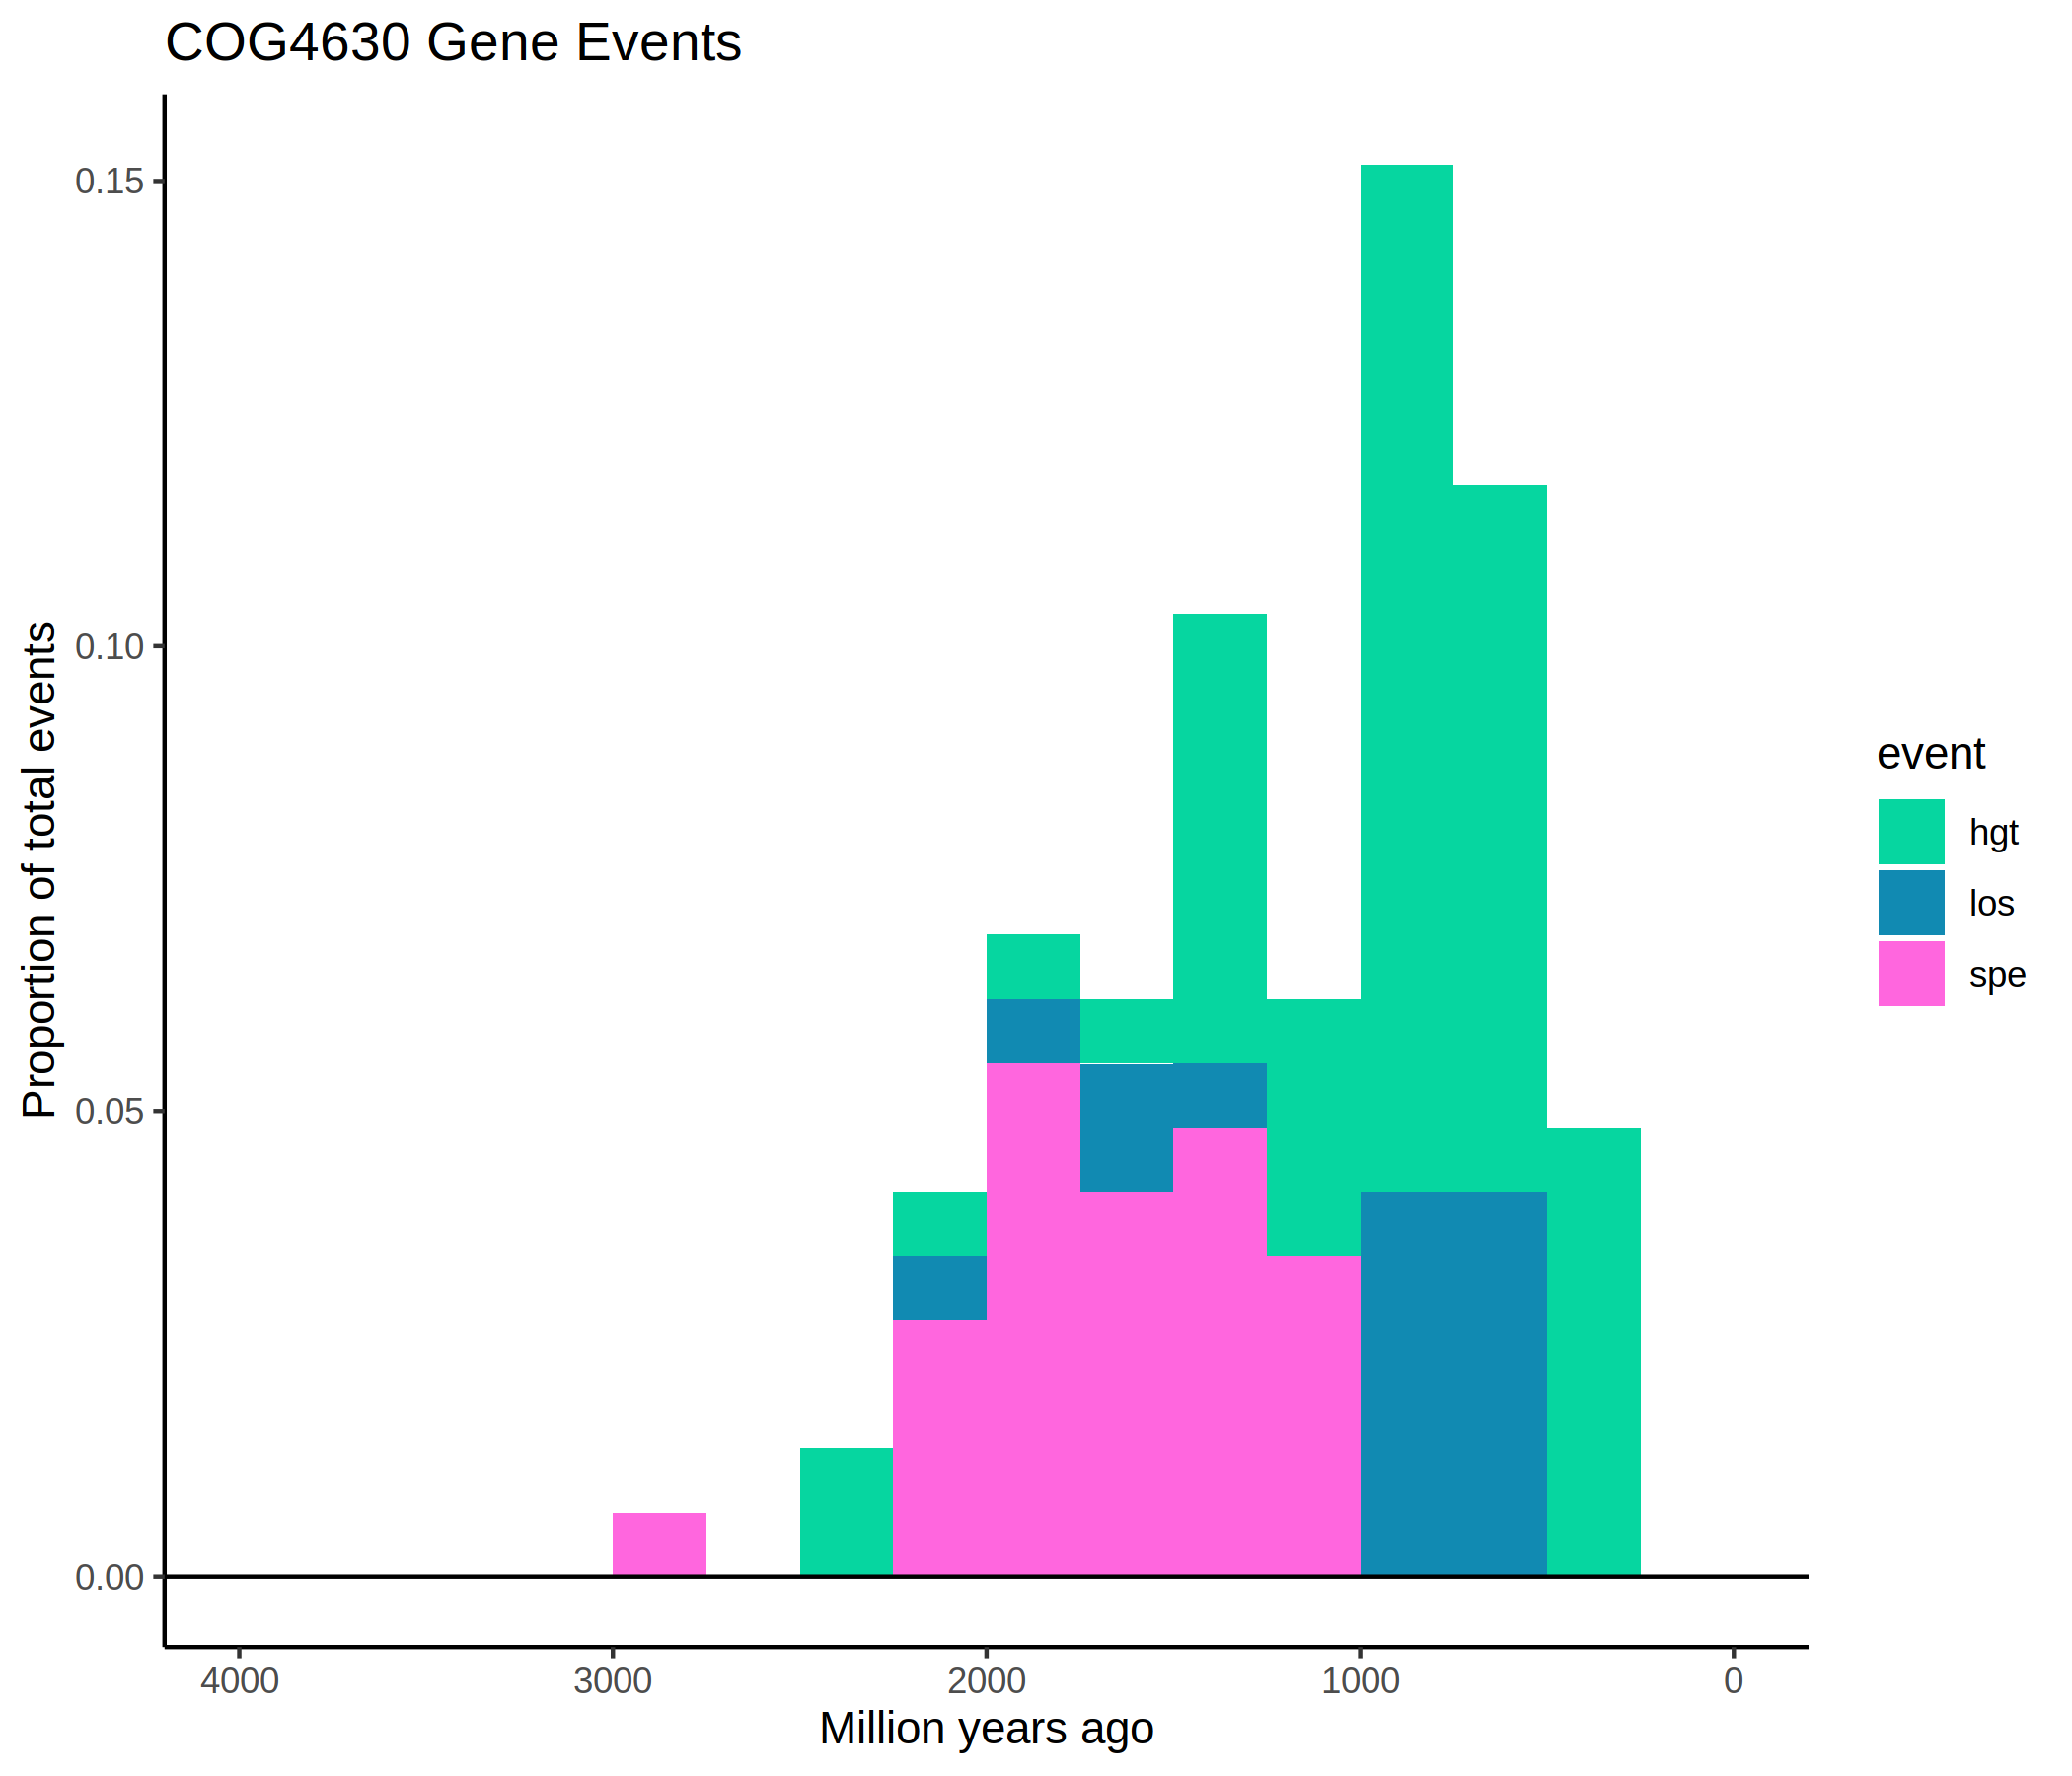 COG4630 Gene Events
Proportion of total events
0.15
0.10
0.05
0.00
4000 3000 2000 1000 0
Million years ago
event
hgt
los
spe